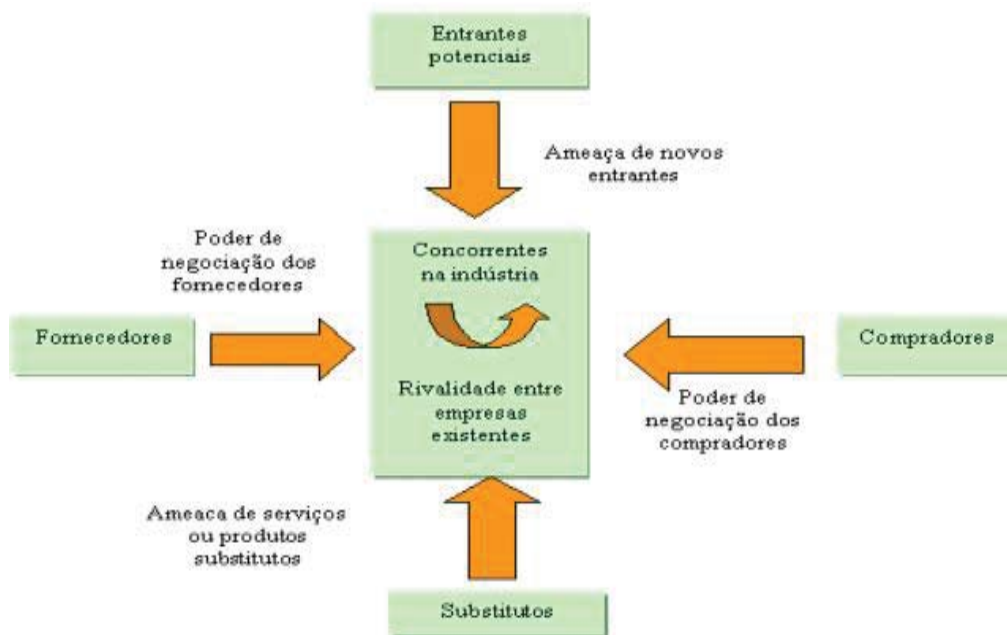 Entrantes
potenciais
Ameaça de novos
entrantes
Poder de
negociação dos
fornecedores
Concorrentes
na indústria
Fornecedores
Compradores
Rivalidade entre
empresas
existentes
Poder de
negociação dos
compradores
Ameaca de serviços
ou produtos
substitutos
Substitutos